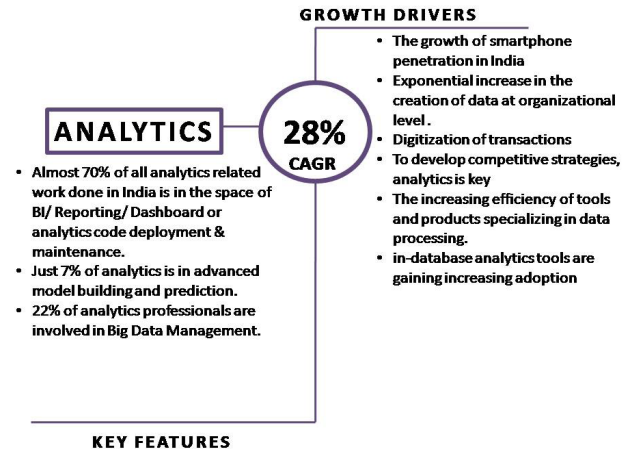 GROWTH DRIVERS
• The growth of smartphone
penetration in India
• Exponential increase in the
creation of data at organizational
level .
• Digitization of transactions
• To develop competitive strategies,
analytics is key
• The increasing efficiency of tools
and products specializing in data
processing.
• in-database analytics tools are
gaining increasing adoption
28%
CAGR
ANALYTICS
• Almost 70% of all analytics related
work done in India is in the space of
BI/ Reporting/ Dashboard or
analytics code deployment &
maintenance.
• Just 7% of analytics is in advanced
model building and prediction.
• 22% of analytics professionals are
involved in Big Data Management.
KEY FEATURES